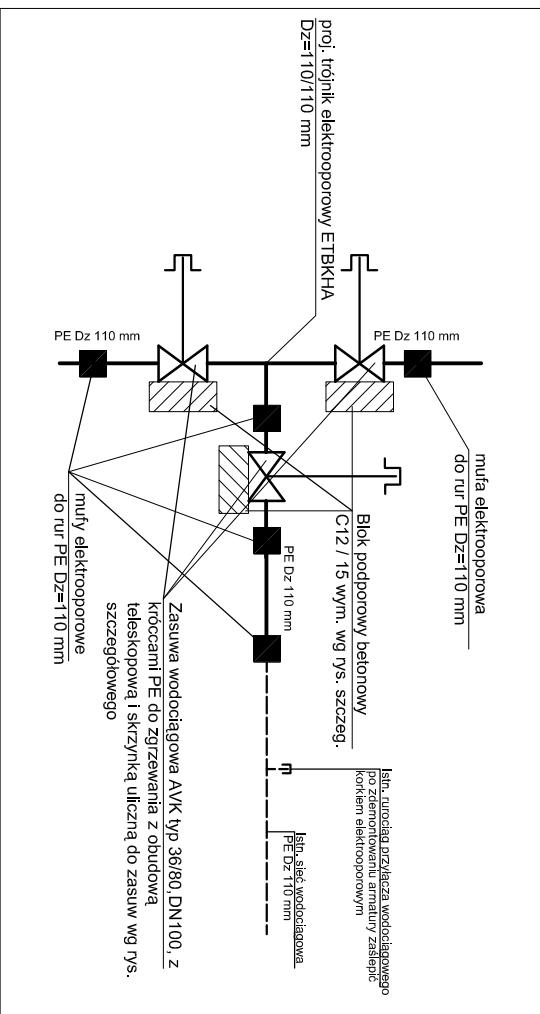 proj. trójnik elektrooporowy ETBKHA
Dz=110/110 mm
PE Dz 110 mm
PE Dz 110 mm
mufa elektrooporowa
do rur PE Dz=110 mm
Blok podporowy betonowy
C12 / 15 wym. wg rys. szczeg.
PE Dz 110 mm
mufy elektrooporowe
do rur PE Dz=110 mm
Zasuwa wodociągowa AVK typ 36/80,DN100, z
króćcami PE do zgrzewania z obudową
teleskopową i skrzynką uliczną do zasuw wg rys.
szczegółowego
Istn. rurociąg przyłącza wodociągowego
po zdemontowaniu armatury zaślepić
korkiem elektrooporowym
Istn. sieć wodociągowa
PE Dz 110 mm